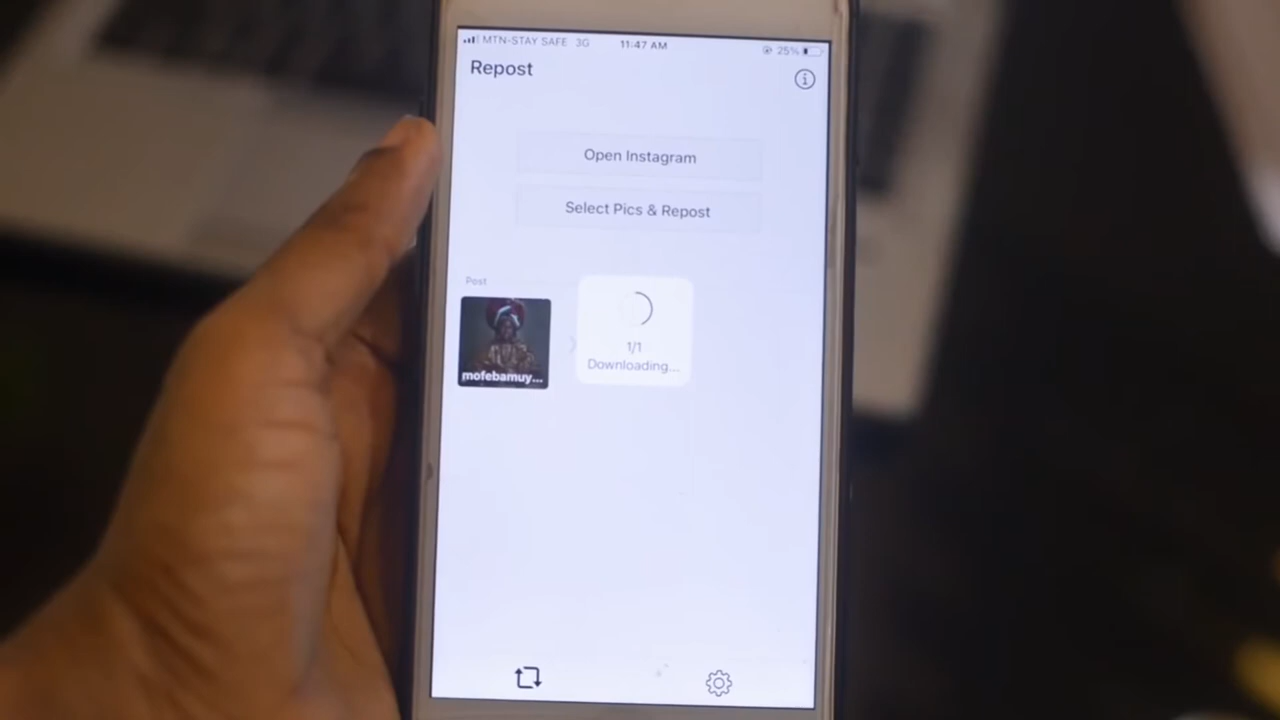 MTN-STAY SAFE 3G 11:47 AM 25%
Repost
Open Instagram
Select Pics & Repost
Post
mofebamuy...
1/1
Downloading...